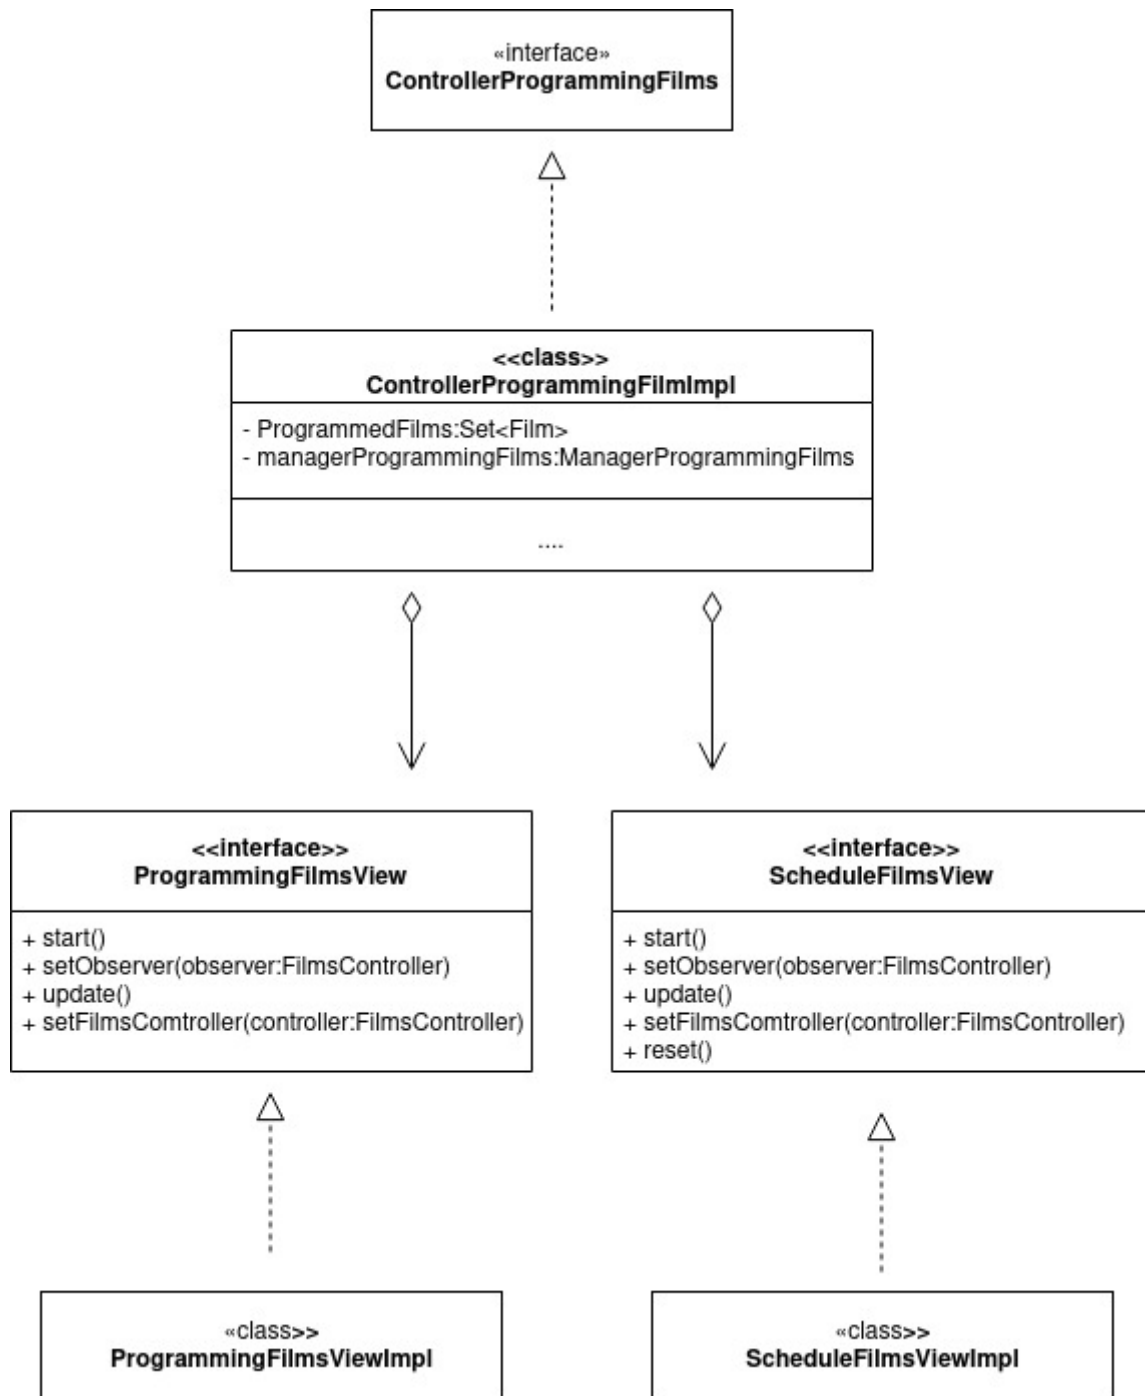 «interface»
ControllerProgrammingFilms
<<class>>
ControllerProgrammingFilmImpl
- ProgrammedFilms:Set<Film>
- managerProgrammingFilms:ManagerProgrammingFilms
....
<<interface>>
ProgrammingFilmsView
+ start()
+ setObserver(observer:FilmsController)
+ update()
+ setFilmsComtroller(controller:FilmsController)
<<interface>>
ScheduleFilmsView
+ start()
+ setObserver(observer:FilmsController)
+ update()
+ setFilmsComtroller(controller:FilmsController)
+ reset()
«class>>
ProgrammingFilmsViewImpl
«class>>
ScheduleFilmsViewImpl